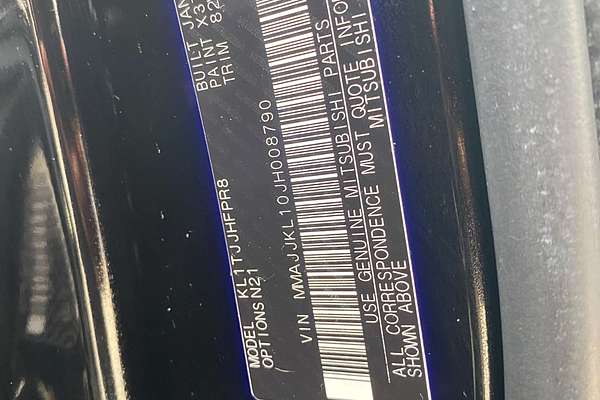 MODEL KL1TJJHFPR8
OPTIONS N21
BUILT JAN
PAINT X3
TRIM 82
VIN MMAJJKL10JH008790
USE GENUINE MITSUBISHI PARTS
ALL CORRESPONDENCE MUST QUOTE INFO
SHOWN ABOVE
MITSUBISHI